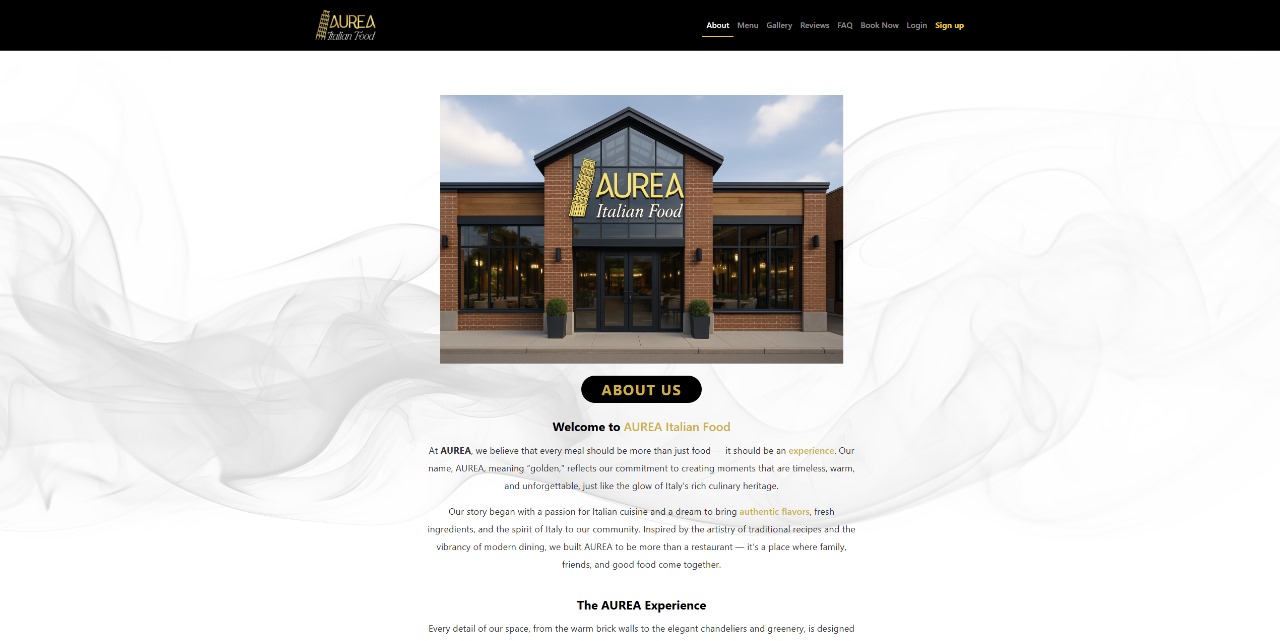 AUREA
Italian Food
About Menu Gallery Reviews FAQ Book Now Login Sign up
AUREA
Italian Food
ABOUT US
Welcome to AUREA Italian Food
At AUREA, we believe that every meal should be more than just food — it should be an experience. Our
name, AUREA, meaning "golden," reflects our commitment to creating moments that are timeless, warm,
and unforgettable, just like the glow of Italy's rich culinary heritage.
Our story began with a passion for Italian cuisine and a dream to bring authentic flavors, fresh
ingredients, and the spirit of Italy to our community. Inspired by the artistry of traditional recipes and the
vibrancy of modern dining, we built AUREA to be more than a restaurant — it's a place where family,
friends, and good food come together.
The AUREA Experience
Every detail of our space, from the warm brick walls to the elegant chandeliers and greenery, is designed